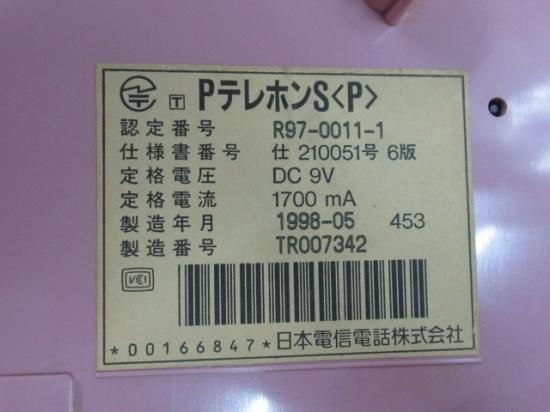 T PテレホンS<P>
認定番号 R97-0011-1
仕様書番号 仕 210051号 6版
定格電圧 DC 9V
定格電流 1700 mA
製造年月 1998-05 453
製造番号 TR007342
VCCI
*00166847* 日本電信電話株式会社